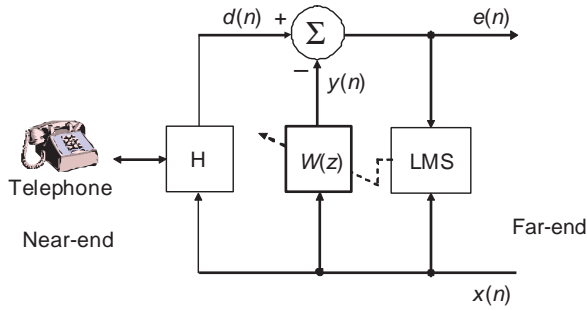 d(n) + Σ e(n)
− y(n)
H W(z) LMS
Telephone
Near-end Far-end
x(n)